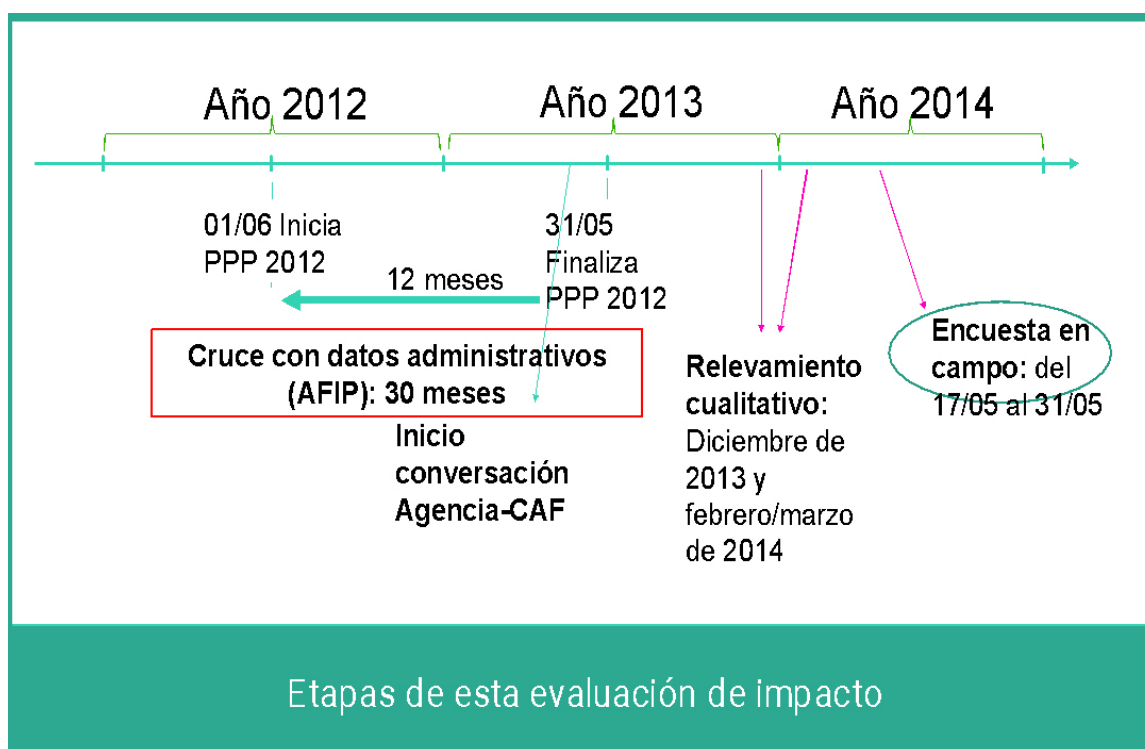 Año 2012
Año 2013
Año 2014
01/06 Inicia
PPP 2012
12 meses
31/05
Finaliza
PPP 2012
Cruce con datos administrativos
(AFIP): 30 meses
Inicio
conversación
Agencia-CAF
Relevamiento
cualitativo:
Diciembre de
2013 y
febrero/marzo
de 2014
Encuesta en
campo: del
17/05 al 31/05
Etapas de esta evaluación de impacto